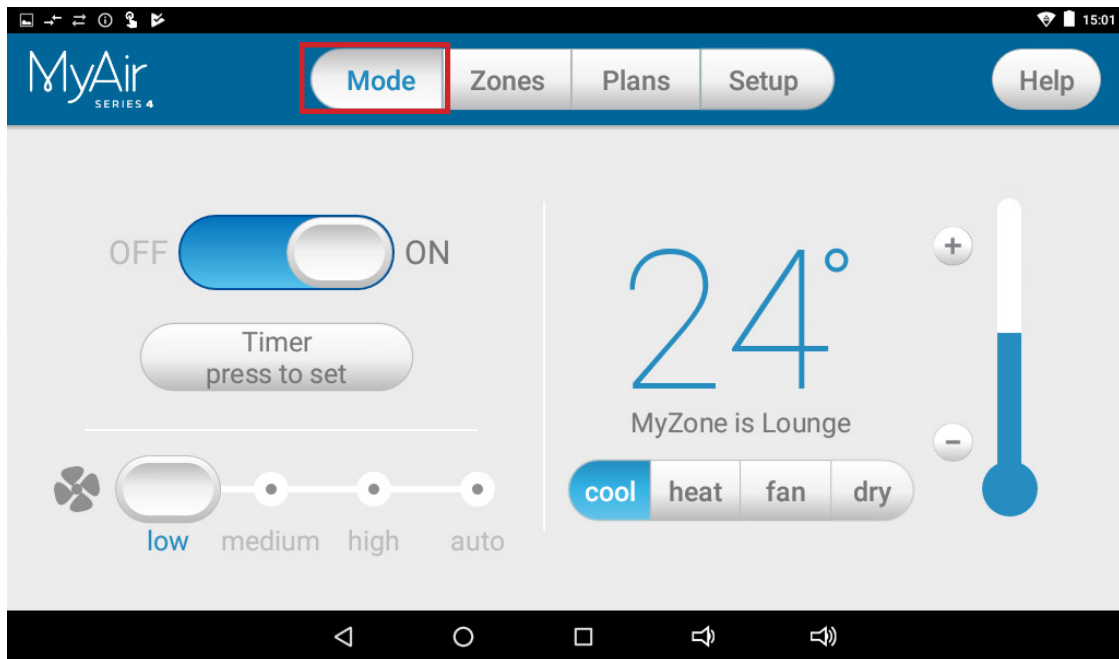 15:01
MyAir
SERIES 4
Mode Zones Plans Setup
Help
OFF ON
Timer
press to set
low medium high auto
24°
MyZone is Lounge
+
−
cool heat fan dry